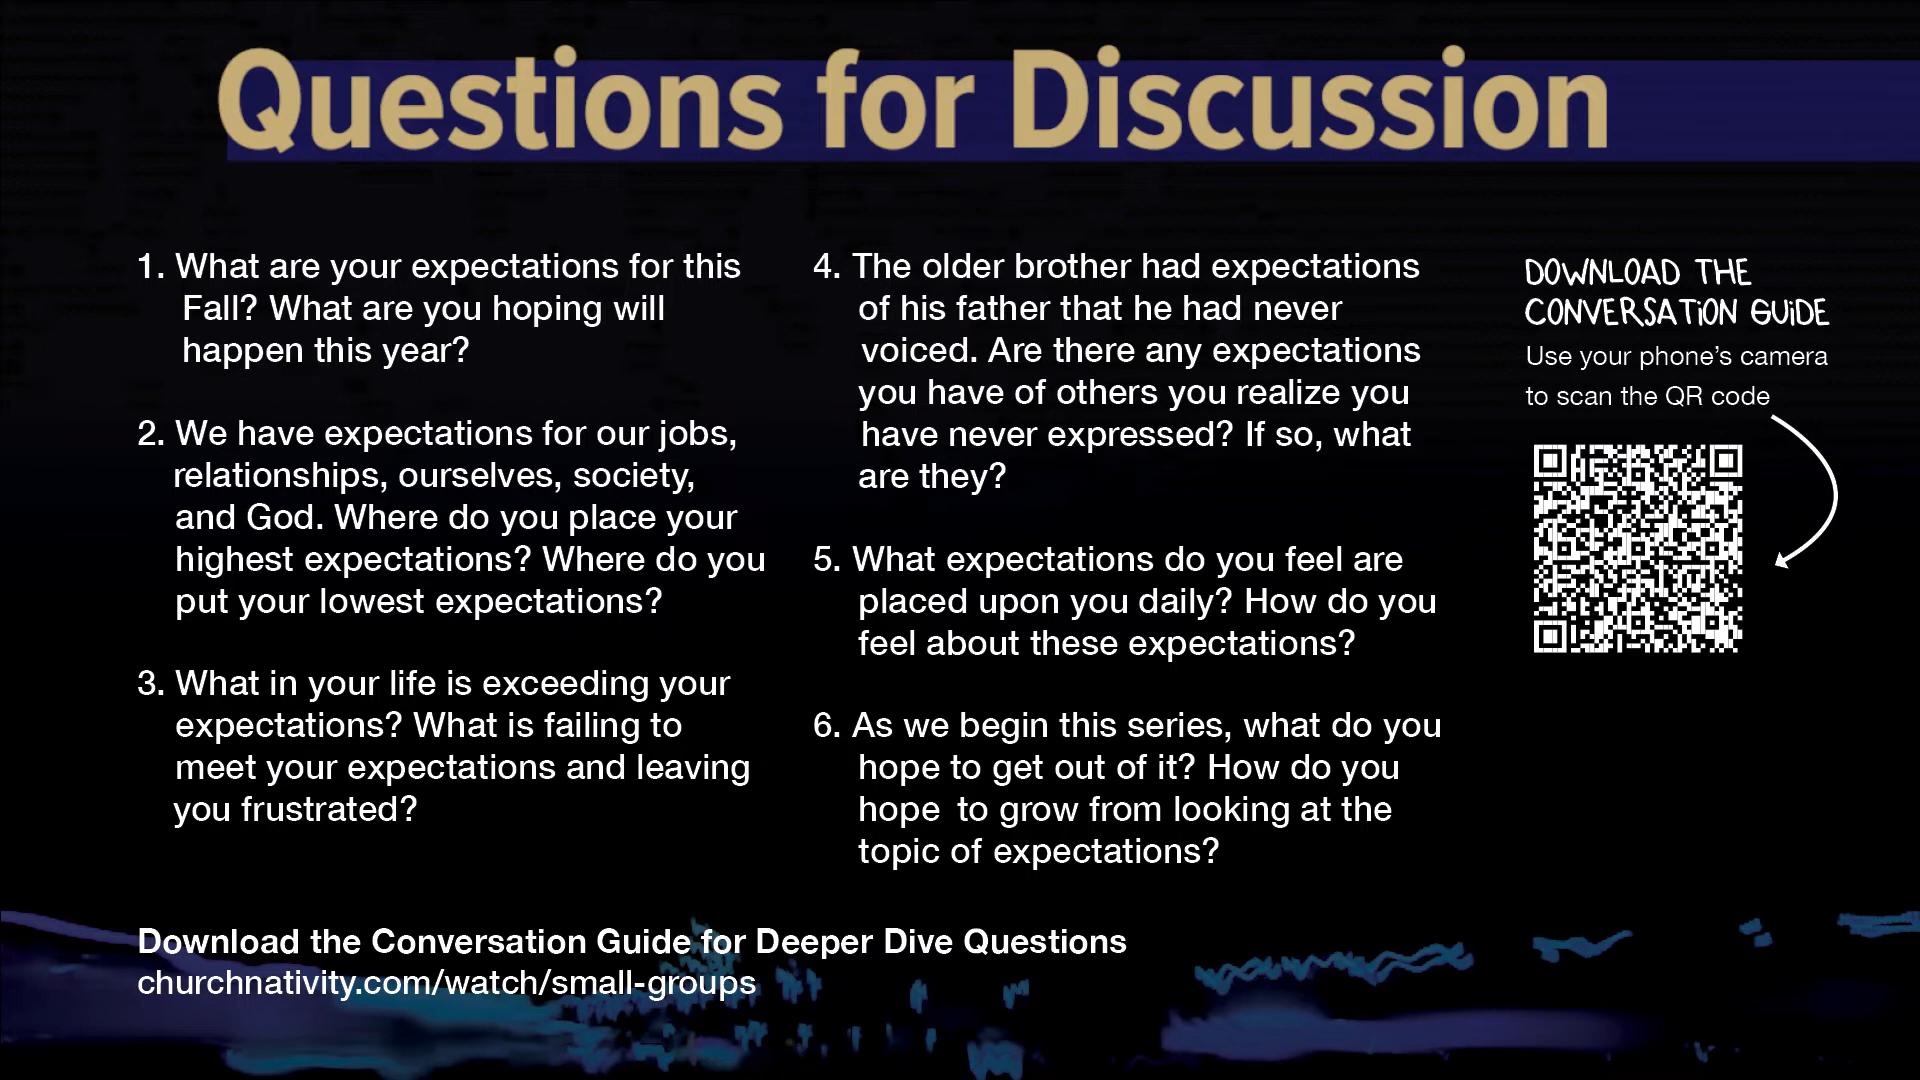 Questions for Discussion
1. What are your expectations for this
Fall? What are you hoping will
happen this year?
2. We have expectations for our jobs,
relationships, ourselves, society,
and God. Where do you place your
highest expectations? Where do you
put your lowest expectations?
3. What in your life is exceeding your
expectations? What is failing to
meet your expectations and leaving
you frustrated?
4. The older brother had expectations
of his father that he had never
voiced. Are there any expectations
you have of others you realize you
have never expressed? If so, what
are they?
5. What expectations do you feel are
placed upon you daily? How do you
feel about these expectations?
6. As we begin this series, what do you
hope to get out of it? How do you
hope to grow from looking at the
topic of expectations?
DOWNLOAD THE
CONVERSATION GUiDE
Use your phone's camera
to scan the QR code
Download the Conversation Guide for Deeper Dive Questions
churchnativity.com/watch/small-groups